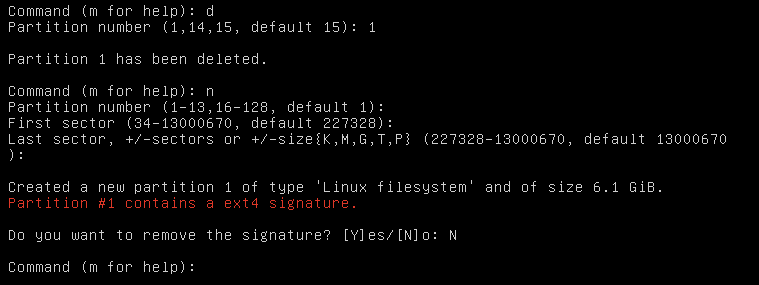 Command (m for help): d
Partition number (1,14,15, default 15): 1
Partition 1 has been deleted.
Command (m for help): n
Partition number (1-13,16-128, default 1):
First sector (34-13000670, default 227328):
Last sector, +/-sectors or +/-size{K,M,G,T,P} (227328-13000670, default 13000670
):
Created a new partition 1 of type 'Linux filesystem' and of size 6.1 GiB.
Partition #1 contains a ext4 signature.
Do you want to remove the signature? [Y]es/[N]o: N
Command (m for help):